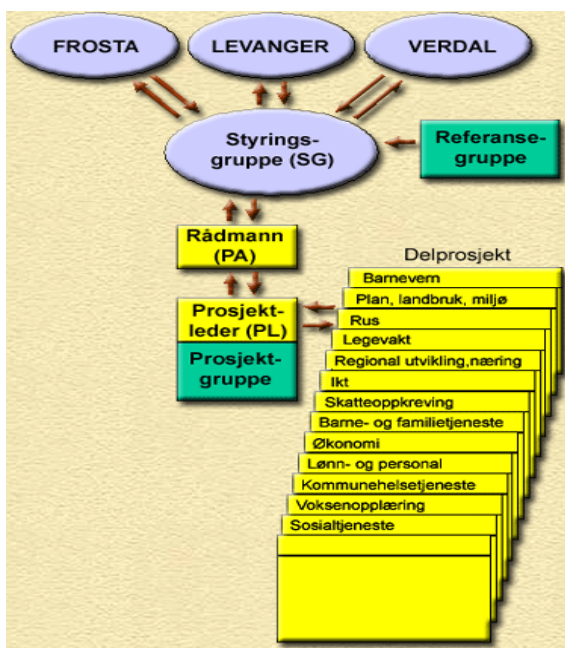 FROSTA
LEVANGER
VERDAL
Styrings-
gruppe (SG)
Referanse-
gruppe
Rådmann
(PA)
Prosjekt-
leder (PL)
Prosjekt-
gruppe
Delprosjekt
Barnevern
Plan, landbruk, miljø
Rus
Legevakt
Regional utvikling,næring
Ikt
Skatteoppkreving
Barne- og familietjeneste
Økonomi
Lønn- og personal
Kommunehelsetjeneste
Voksenopplæring
Sosialtjeneste